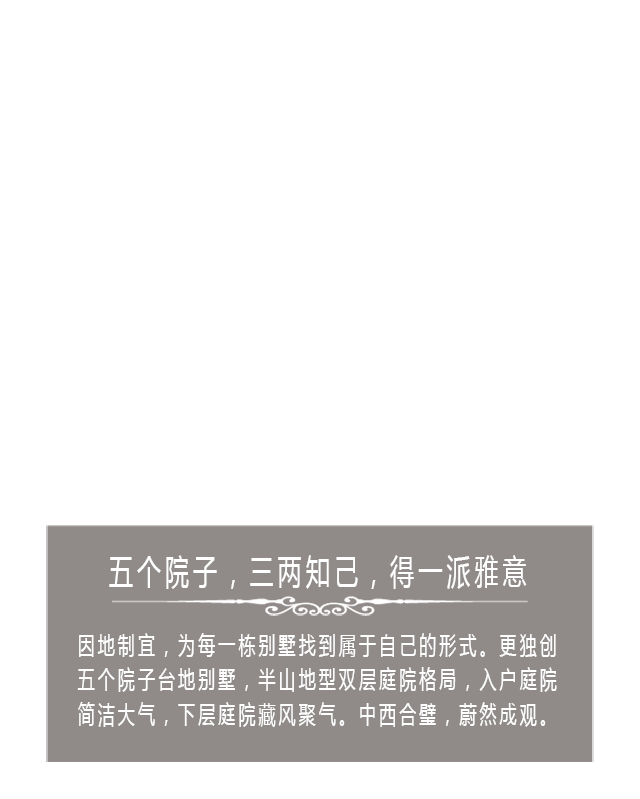 五个院子，三两知己，得一派雅意
因地制宜，为每一栋别墅找到属于自己的形式。更独创
五个院子台地别墅，半山地型双层庭院格局，入户庭院
简洁大气，下层庭院藏风聚气。中西合璧，蔚然成观。